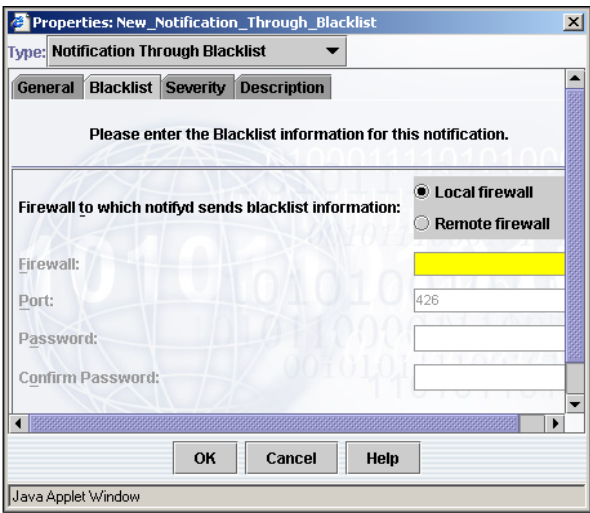 Properties: New_Notification_Through_Blacklist
Type: Notification Through Blacklist
General Blacklist Severity Description
Please enter the Blacklist information for this notification.
Firewall to which notifyd sends blacklist information:
Local firewall
Remote firewall
Firewall:
Port: 426
Password:
Confirm Password:
OK Cancel Help
Java Applet Window